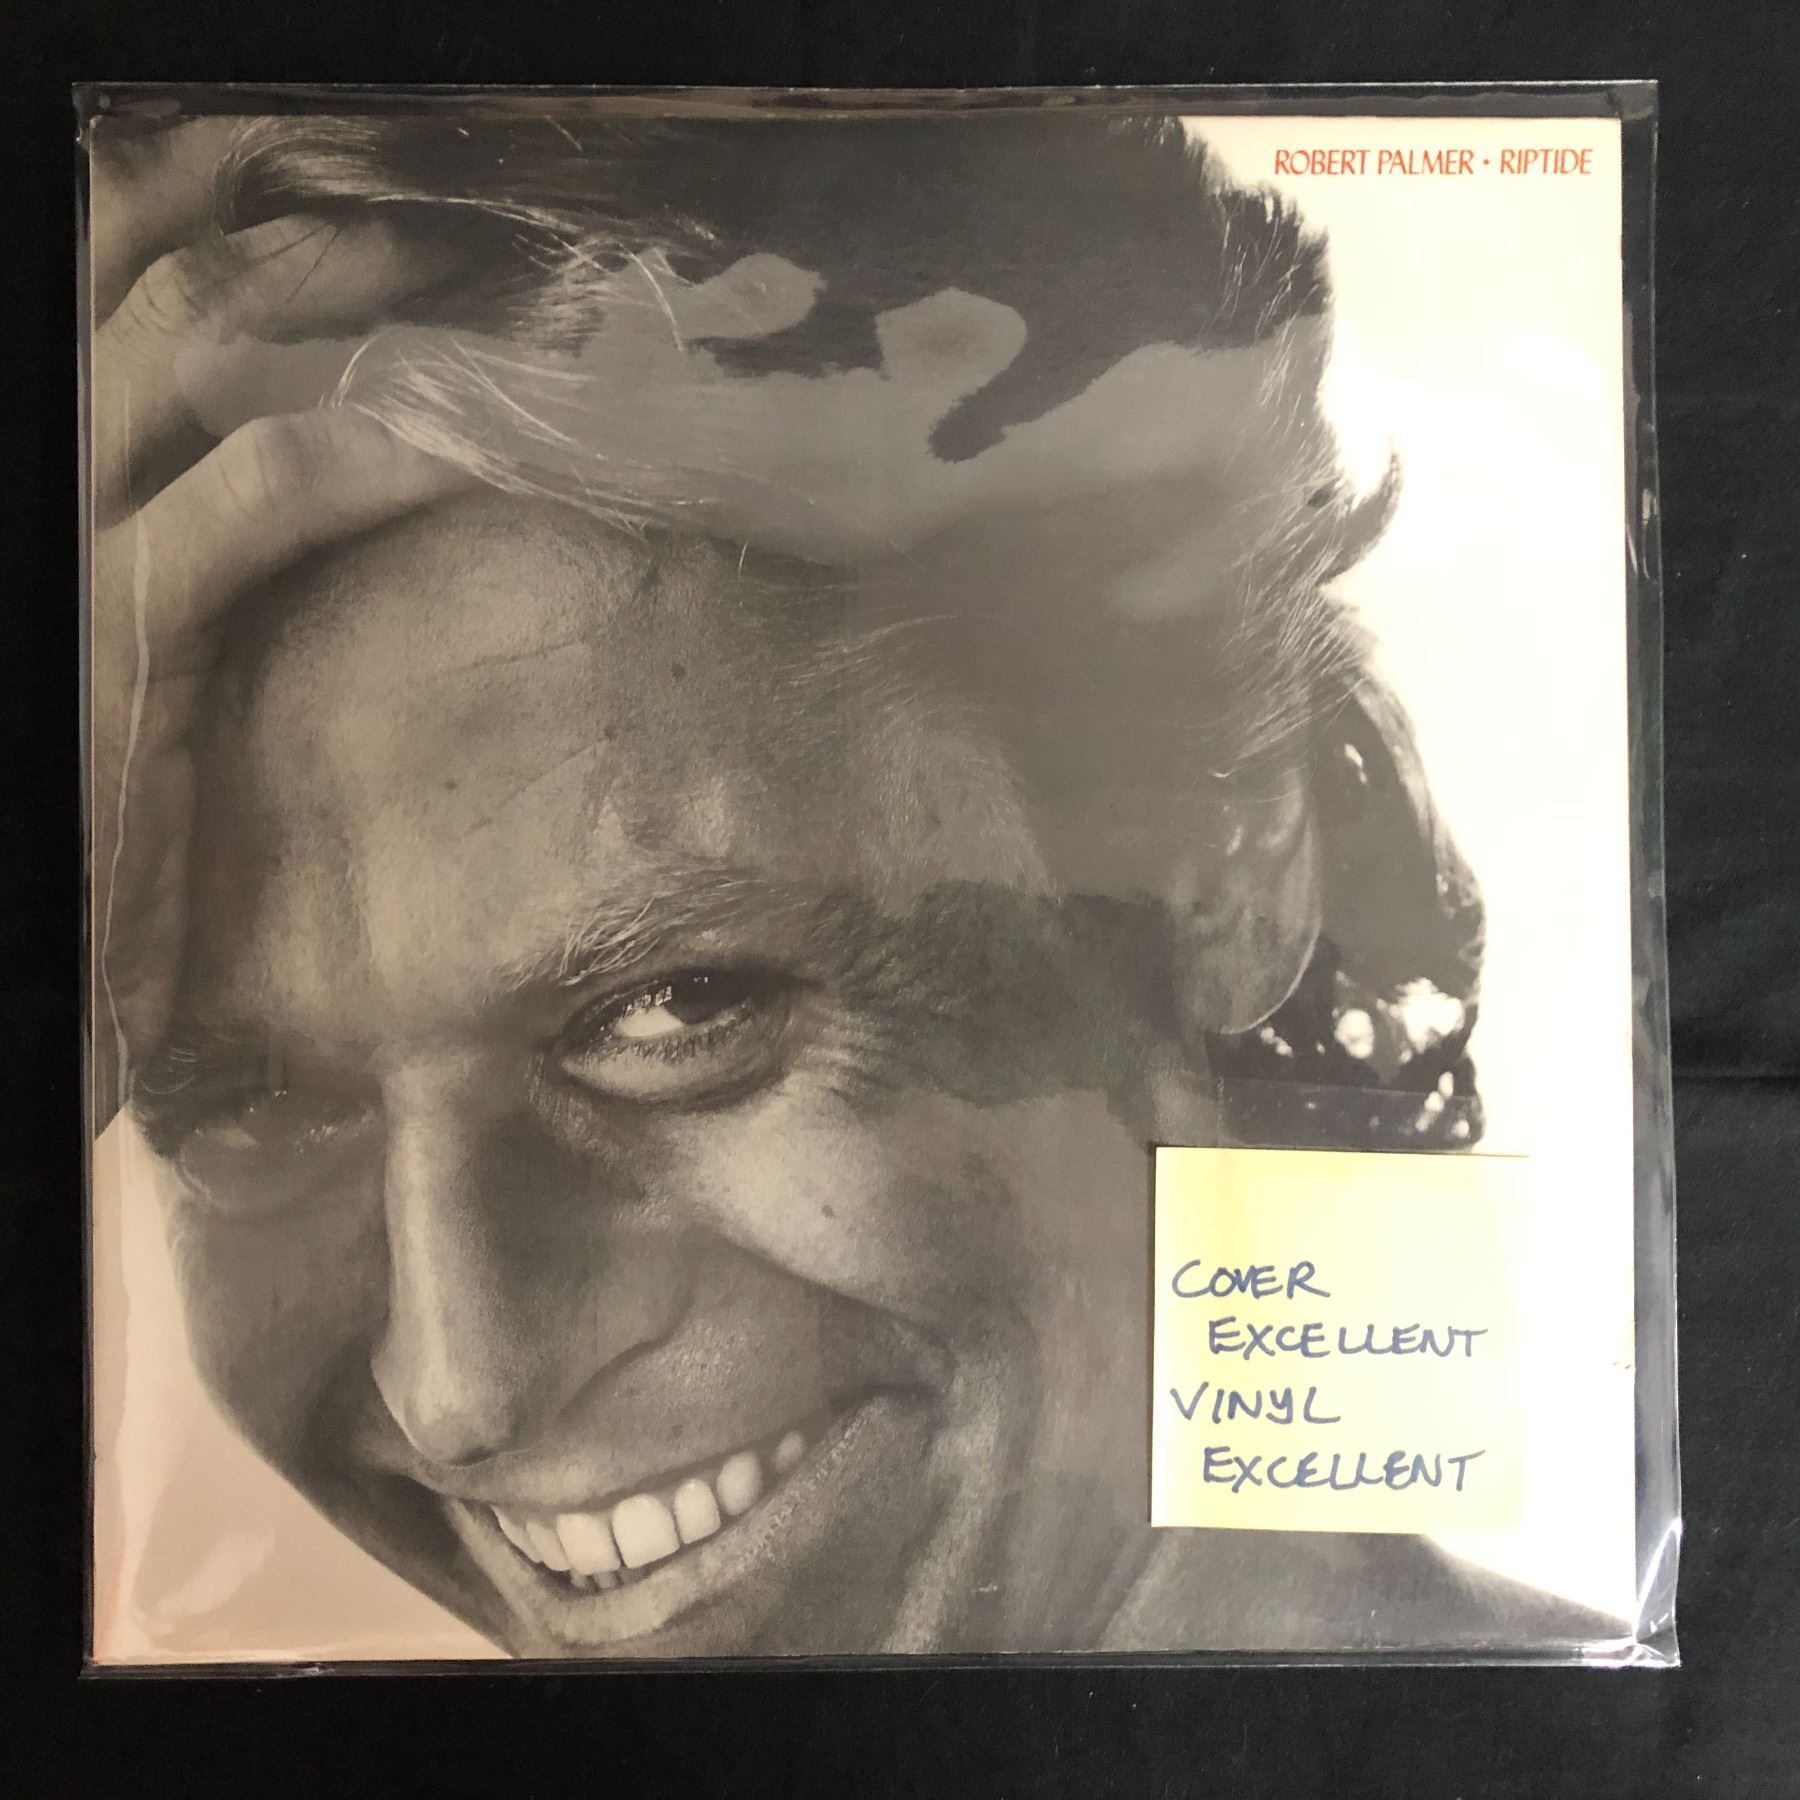 ROBERT PALMER • RIPTIDE
COVER
EXCELLENT
VINYL
EXCELLENT